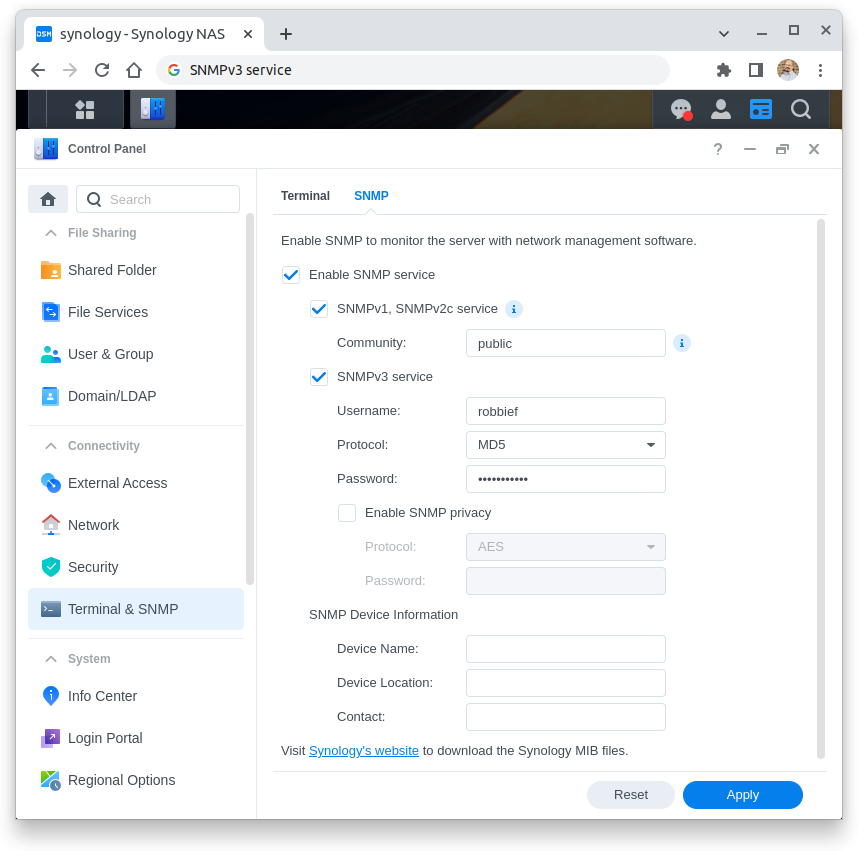 DSM synology - Synology NAS
SNMPv3 service
Control Panel
?
Search
File Sharing
Shared Folder
File Services
User & Group
Domain/LDAP
Connectivity
External Access
Network
Security
Terminal & SNMP
System
Info Center
Login Portal
Regional Options
Terminal SNMP
Enable SNMP to monitor the server with network management software.
Enable SNMP service
SNMPv1, SNMPv2c service i
Community: public i
SNMPv3 service
Username: robbief
Protocol: MD5
Password: •••••••••••
Enable SNMP privacy
Protocol: AES
Password:
SNMP Device Information
Device Name:
Device Location:
Contact:
Visit Synology's website to download the Synology MIB files.
Reset Apply